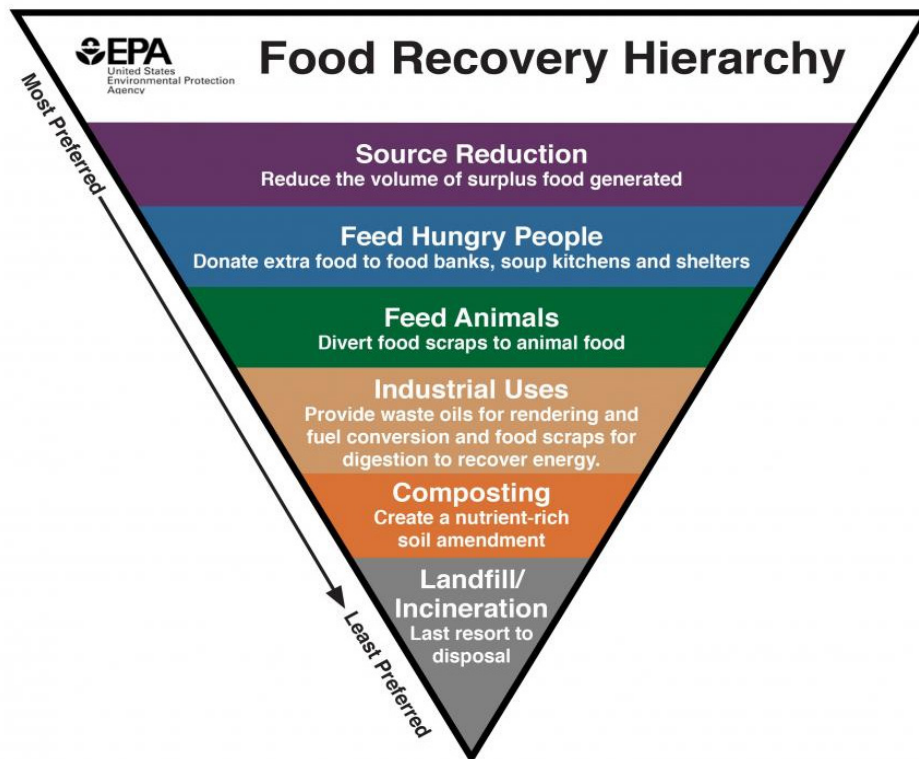 EPA
United States
Environmental Protection
Agency
Food Recovery Hierarchy
Most Preferred
Source Reduction
Reduce the volume of surplus food generated
Feed Hungry People
Donate extra food to food banks, soup kitchens and shelters
Feed Animals
Divert food scraps to animal food
Industrial Uses
Provide waste oils for rendering and
fuel conversion and food scraps for
digestion to recover energy.
Composting
Create a nutrient-rich
soil amendment
Landfill/
Incineration
Last resort to
disposal
Least Preferred